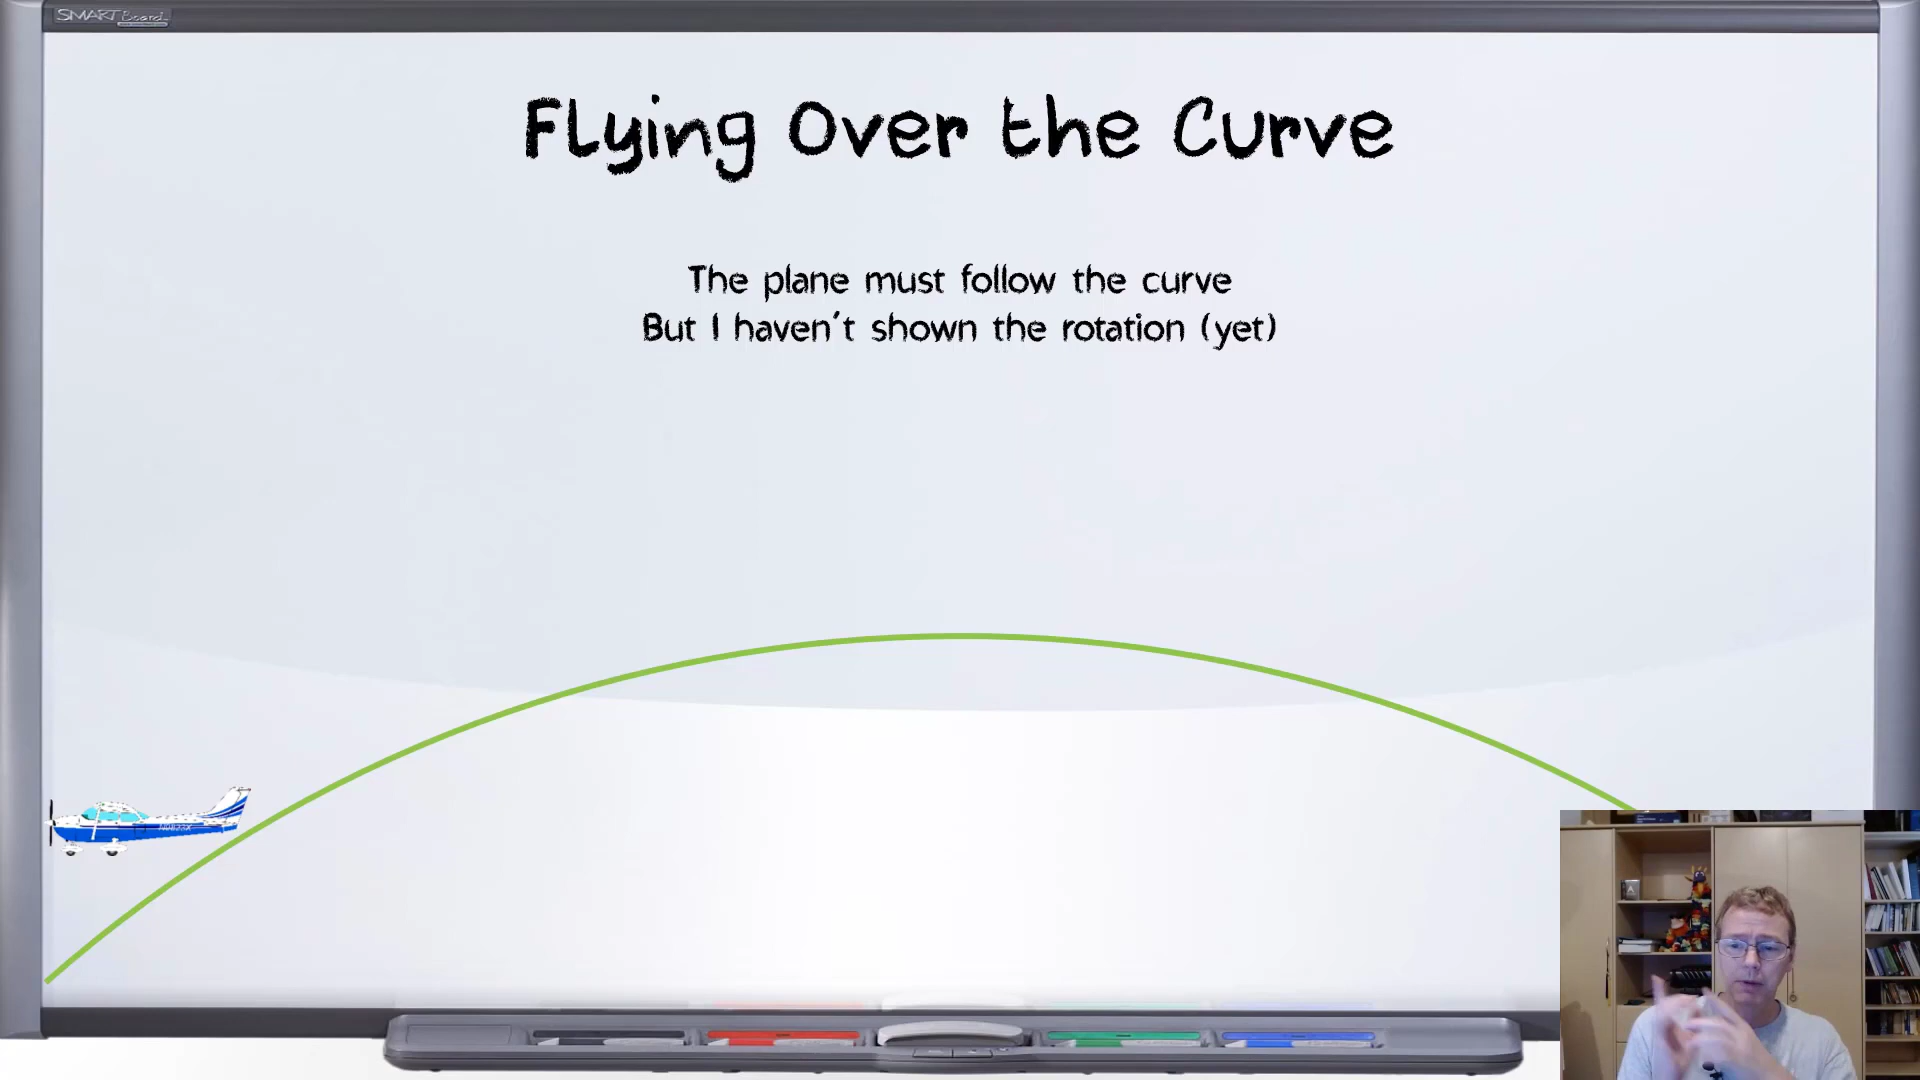 SMART Board
Flying Over the Curve
The plane must follow the curve
But I haven't shown the rotation (yet)